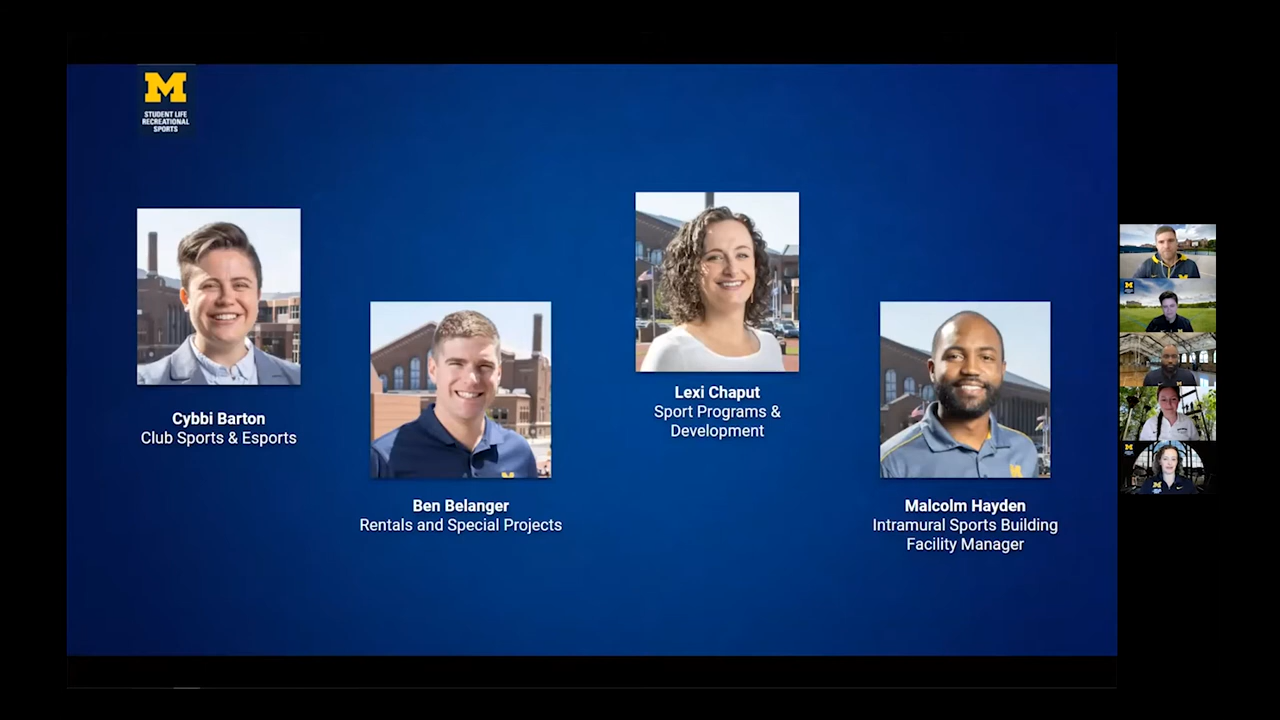 M
STUDENT LIFE
RECREATIONAL
SPORTS
Cybbi Barton
Club Sports & Esports
Ben Belanger
Rentals and Special Projects
Lexi Chaput
Sport Programs &
Development
Malcolm Hayden
Intramural Sports Building
Facility Manager